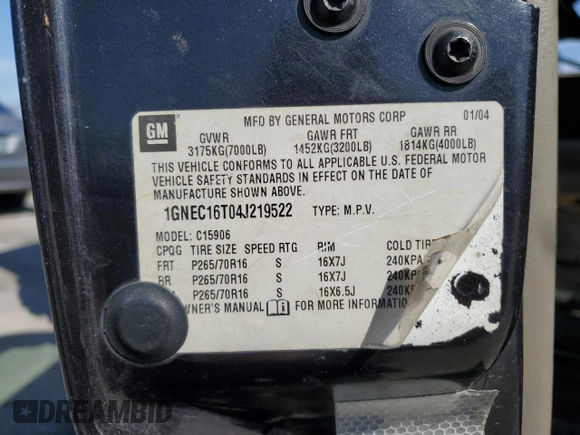 GM
MFD BY GENERAL MOTORS CORP 01/04
GVWR GAWR FRT GAWR RR
3175KG(7000LB) 1452KG(3200LB) 1814KG(4000LB)
THIS VEHICLE CONFORMS TO ALL APPLICABLE U.S. FEDERAL MOTOR
VEHICLE SAFETY STANDARDS IN EFFECT ON THE DATE OF
MANUFACTURE SHOWN ABOVE.
1GNEC16T04J219522 TYPE: M.P.V.
MODEL: C15906
CPQG TIRE SIZE SPEED RTG RIM COLD TIRE
FRT P265/70R16 S 16X7J 240KPA
RR P265/70R16 S 16X7J 240KP
P265/70R16 S 16X6.5J 240K
OWNER'S MANUAL FOR MORE INFORMATION
DREAMBID